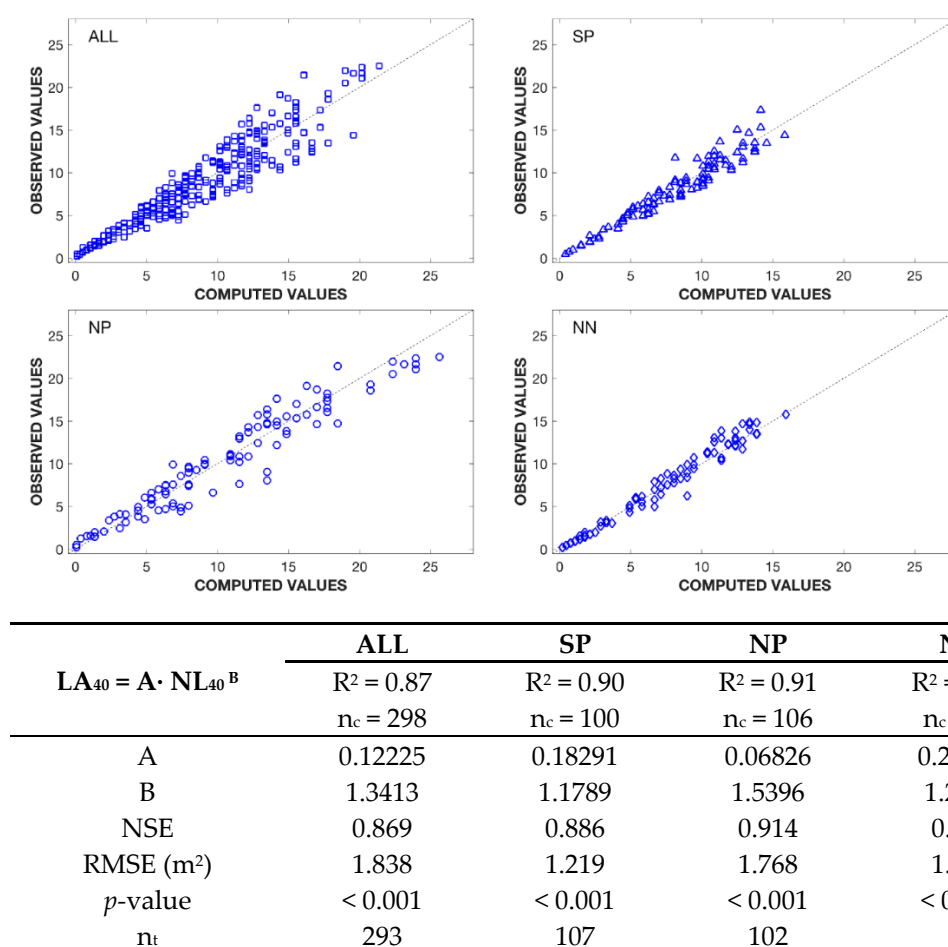 ALL
SP
OBSERVED VALUES
25
20
15
10
5
0
0 5 10 15 20 25
COMPUTED VALUES
OBSERVED VALUES
25
20
15
10
5
0
0 5 10 15 20 25
COMPUTED VALUES
NP
NN
OBSERVED VALUES
25
20
15
10
5
0
0 5 10 15 20 25
COMPUTED VALUES
OBSERVED VALUES
25
20
15
10
5
0
0 5 10 15 20 25
COMPUTED VALUES
ALL SP NP
LA₄₀ = A· NL₄₀ ᴮ R² = 0.87 R² = 0.90 R² = 0.91 R²
n꜀ = 298 n꜀ = 100 n꜀ = 106 n꜀
A 0.12225 0.18291 0.06826
B 1.3413 1.1789 1.5396
NSE 0.869 0.886 0.914
RMSE (m²) 1.838 1.219 1.768
p-value < 0.001 < 0.001 < 0.001
nₜ 293 107 102